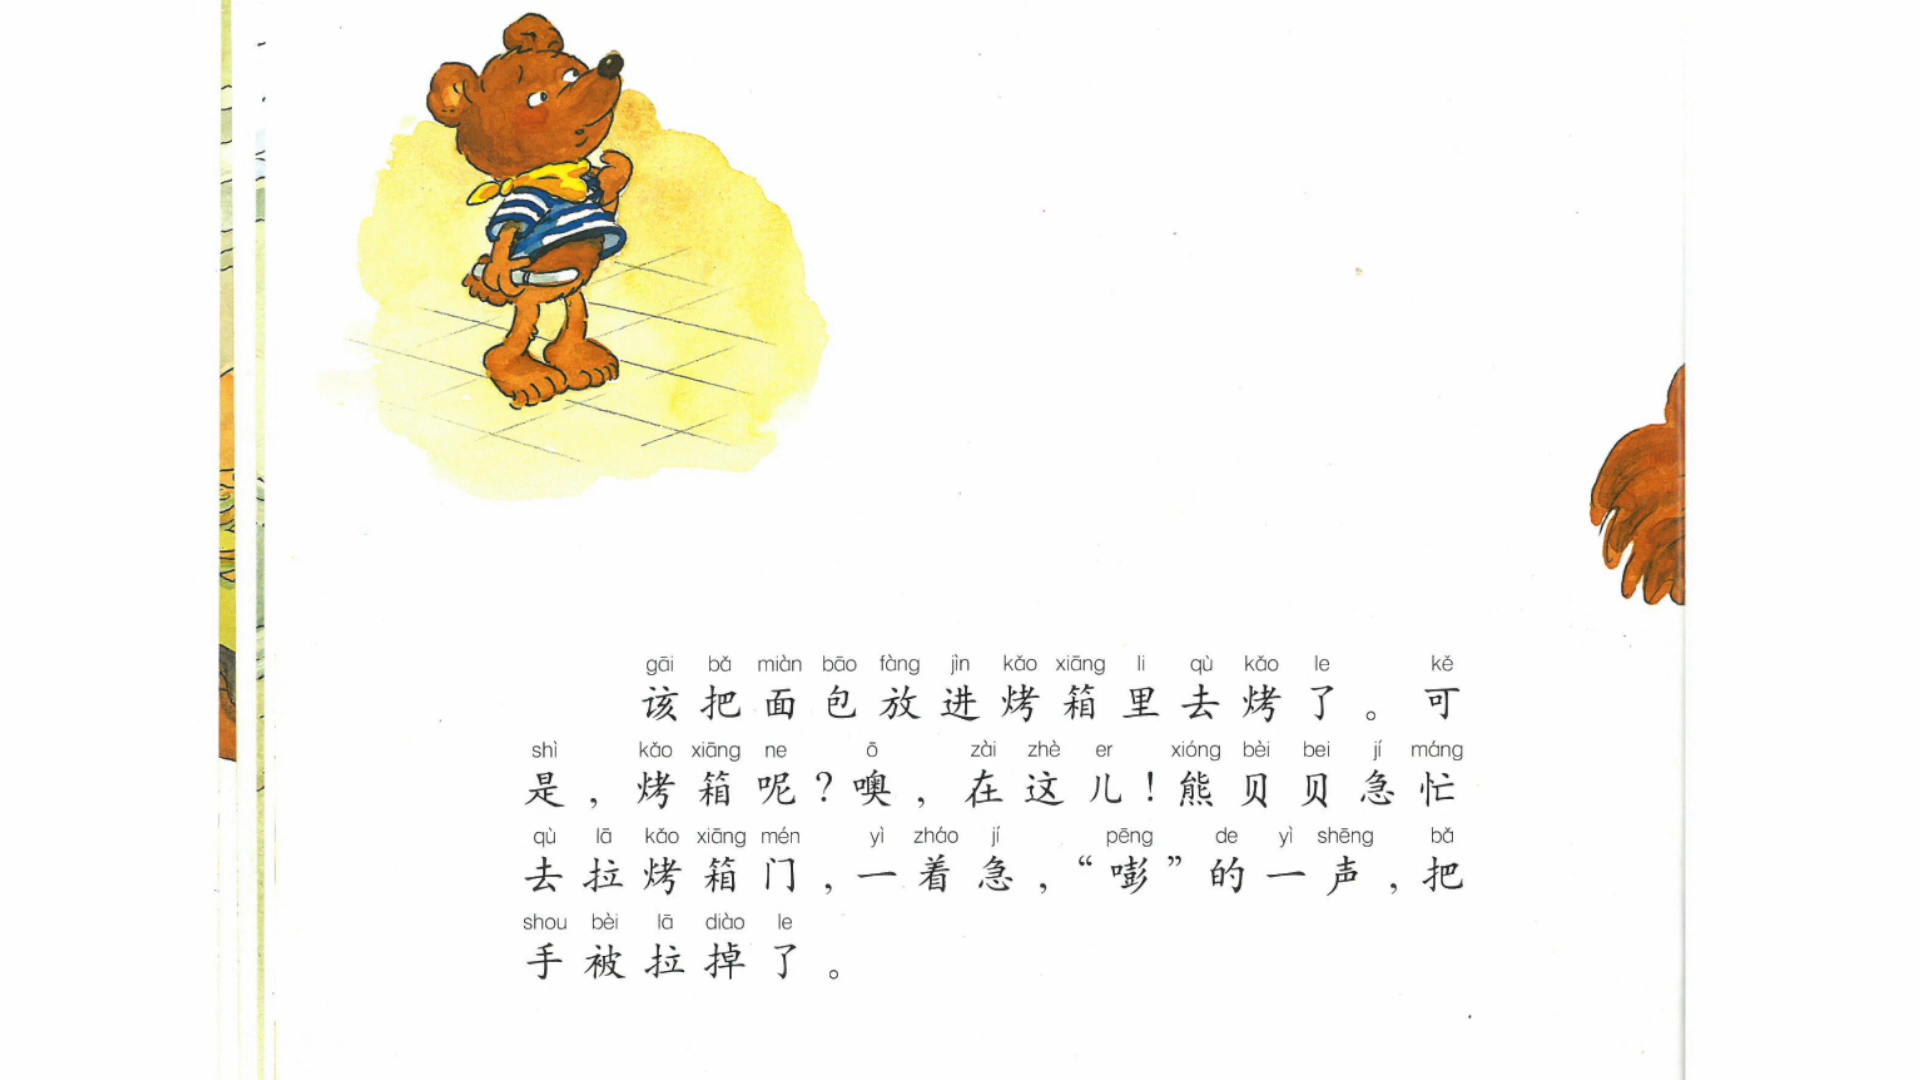 gāi bǎ miàn bāo fàng jìn kǎo xiāng li qù kǎo le kě
该把面包放进烤箱里去烤了。可
shì kǎo xiāng ne ō zài zhè er xióng bèi bei jí máng
是，烤箱呢？噢，在这儿！熊贝贝急忙
qù lā kǎo xiāng mén yì zháo jí pēng de yì shēng bǎ
去拉烤箱门，一着急，“嘭”的一声，把
shou bèi lā diào le
手被拉掉了。